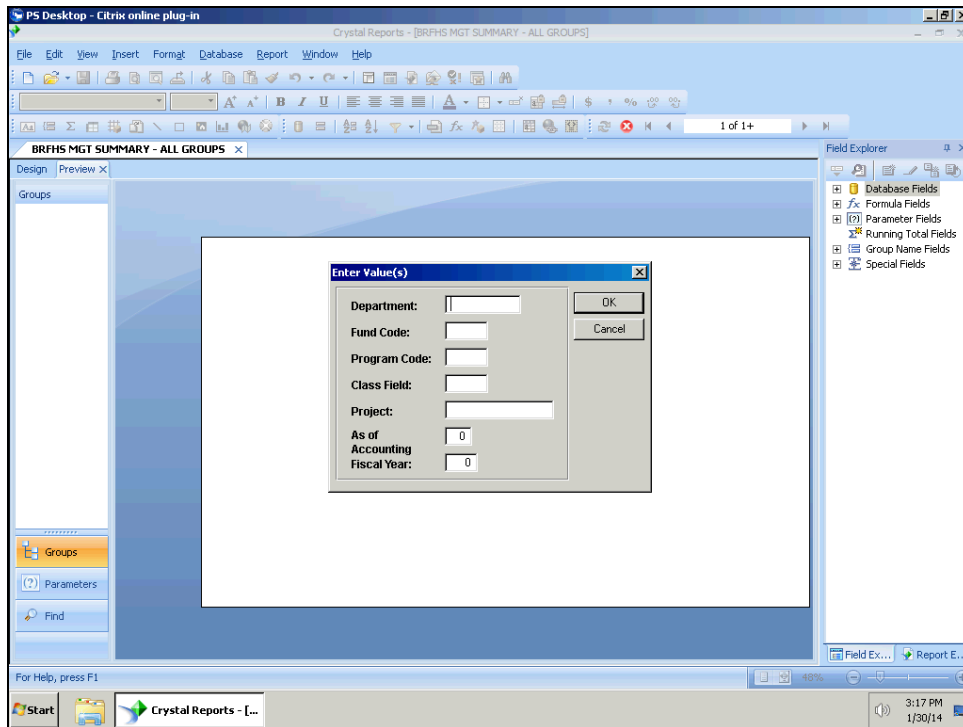 PS Desktop - Citrix online plug-in
Crystal Reports - [BRFHS MGT SUMMARY - ALL GROUPS]
File Edit View Insert Format Database Report Window Help
B I U $ %
1 of 1+
BRFHS MGT SUMMARY - ALL GROUPS
Field Explorer
Design Preview
Groups
Database Fields
Formula Fields
Parameter Fields
Running Total Fields
Group Name Fields
Special Fields
Enter Value(s)
Department:
OK
Fund Code:
Cancel
Program Code:
Class Field:
Project:
As of
Accounting
0
Fiscal Year:
0
Groups
Parameters
Find
Field Ex...
Report E...
For Help, press F1
48%
Start
Crystal Reports - [...
3:17 PM
1/30/14